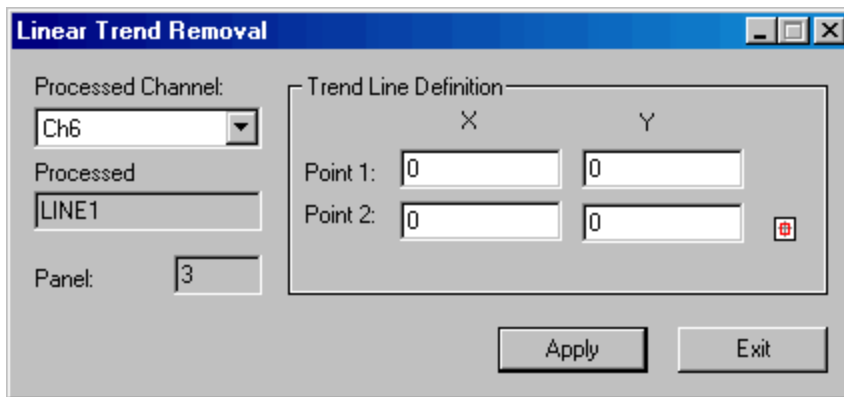 Linear Trend Removal
Processed Channel:
Ch6
Processed
LINE1
Panel:
3
Trend Line Definition
X Y
Point 1: 0 0
Point 2: 0 0
Apply Exit